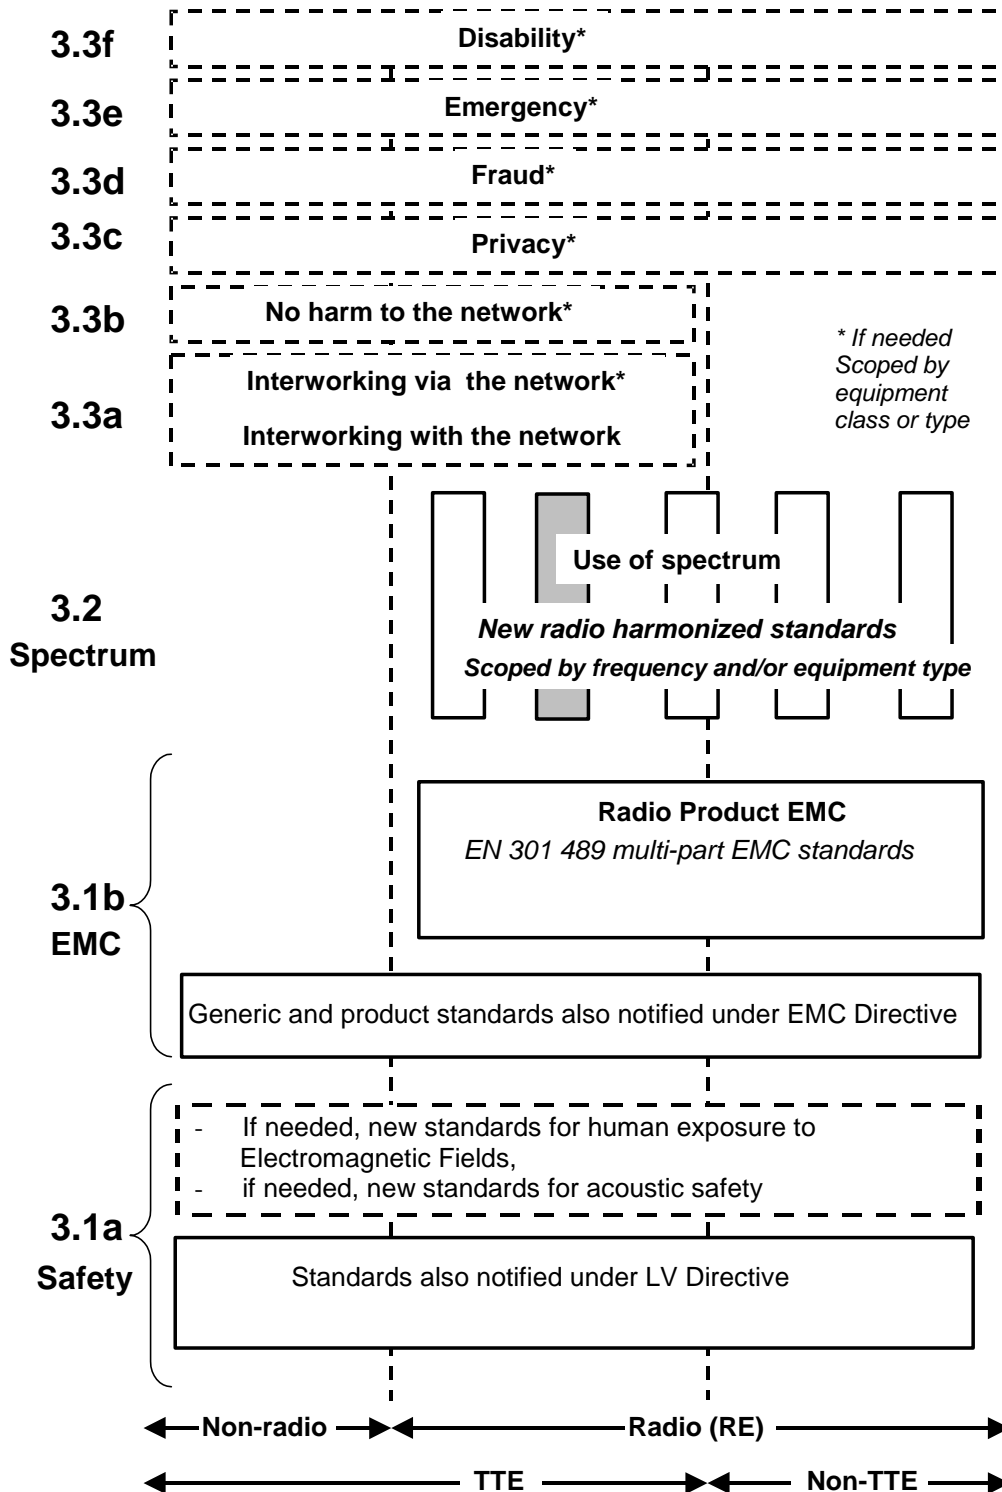 3.3f
Disability*
3.3e
Emergency*
3.3d
Fraud*
3.3c
Privacy*
3.3b
No harm to the network*
* If needed
Scoped by
equipment
class or type
3.3a
Interworking via the network*
Interworking with the network
3.2
Spectrum
Use of spectrum
New radio harmonized standards
Scoped by frequency and/or equipment type
3.1b
EMC
Radio Product EMC
EN 301 489 multi-part EMC standards
Generic and product standards also notified under EMC Directive
3.1a
Safety
- If needed, new standards for human exposure to
Electromagnetic Fields,
- if needed, new standards for acoustic safety
Standards also notified under LV Directive
Non-radio
Radio (RE)
TTE
Non-TTE